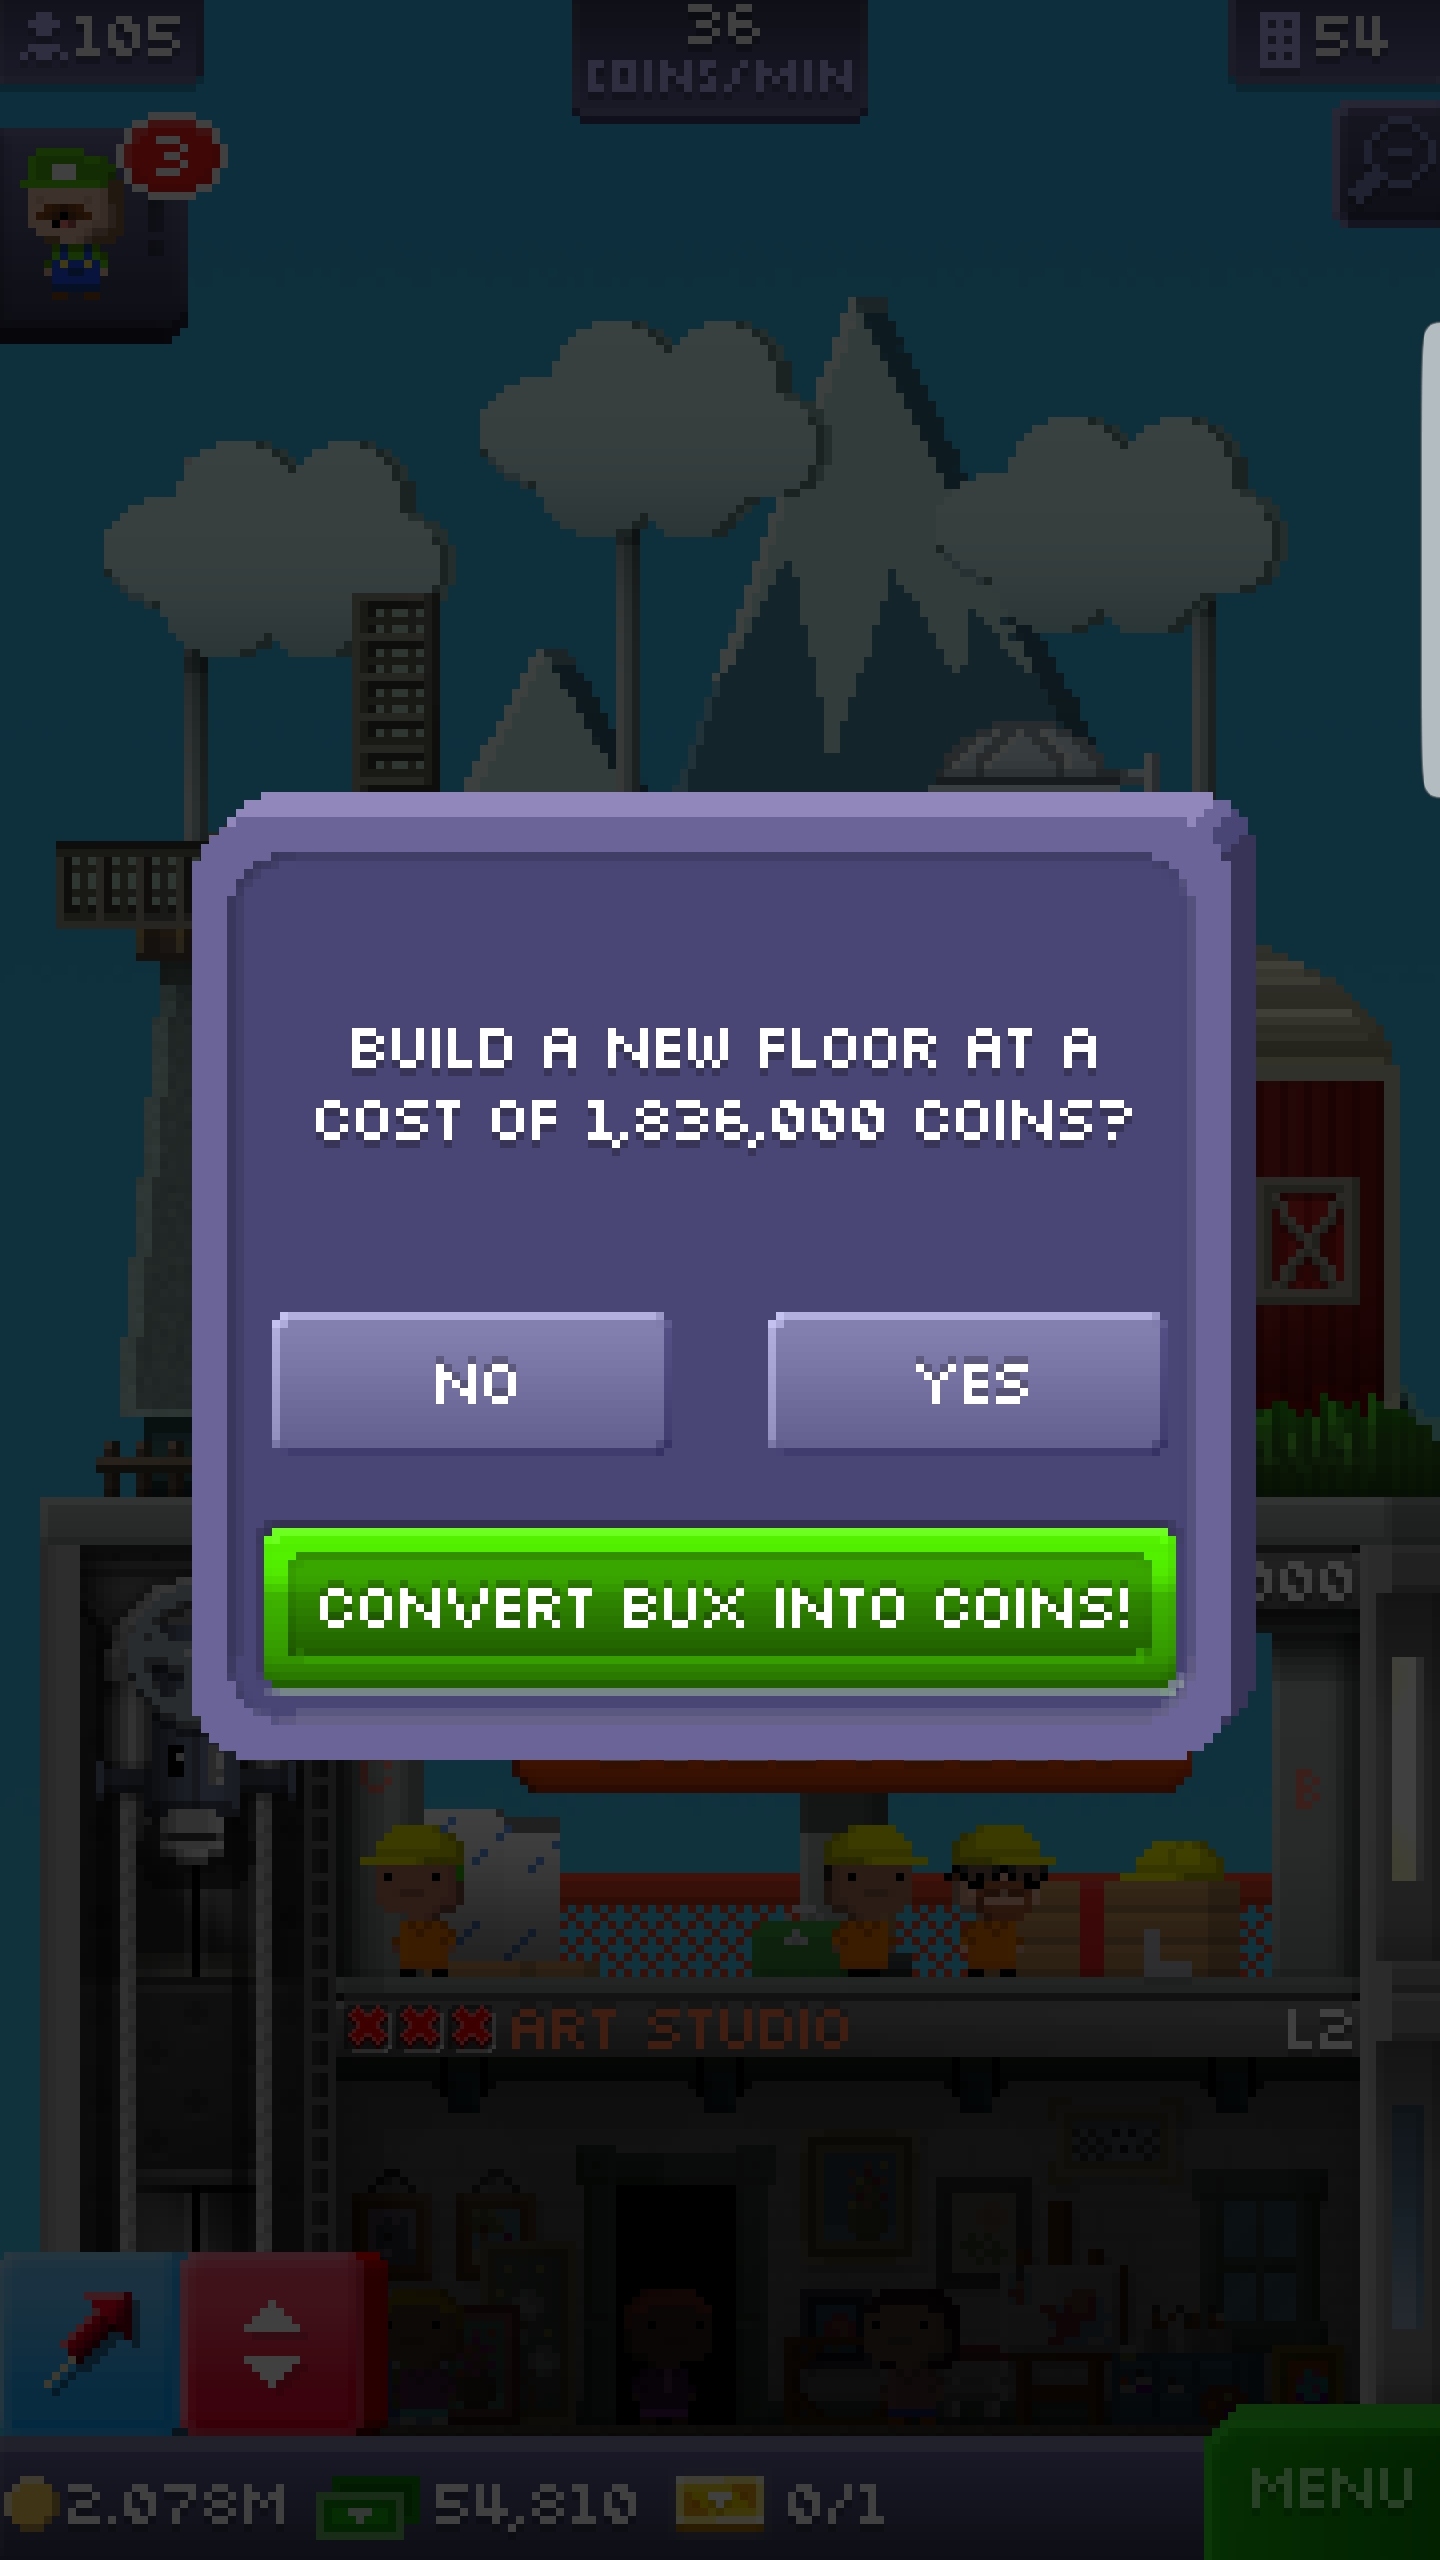 105
36
COINS/MIN
54
3
BUILD A NEW FLOOR AT A
COST OF 1,836,000 COINS?
NO
YES
CONVERT BUX INTO COINS!
000
B
ART STUDIO
L2
2.078M
54,810
0/1
MENU